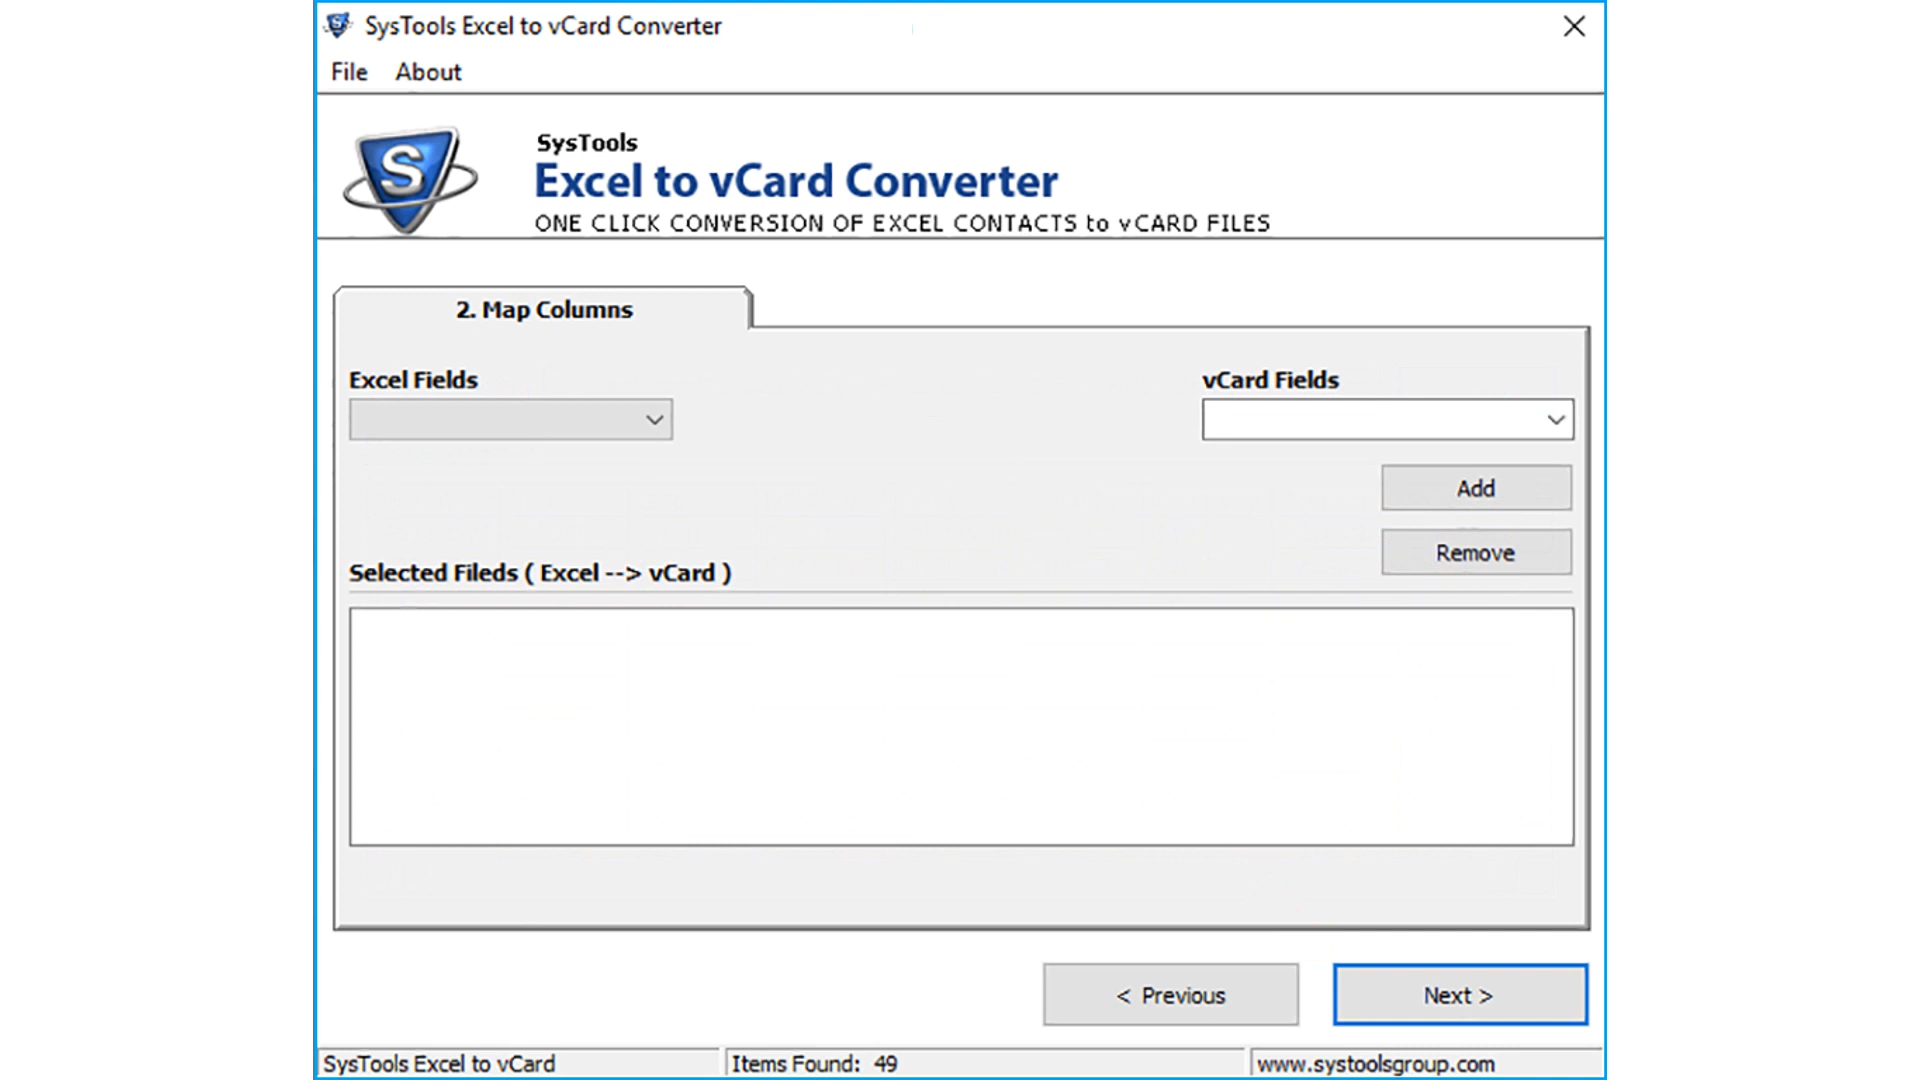 SysTools Excel to vCard Converter
File About
S
SysTools
Excel to vCard Converter
ONE CLICK CONVERSION OF EXCEL CONTACTS to vCARD FILES
2. Map Columns
Excel Fields vCard Fields
Add
Remove
Selected Fileds ( Excel --> vCard )
< Previous Next >
SysTools Excel to vCard Items Found: 49 www.systoolsgroup.com